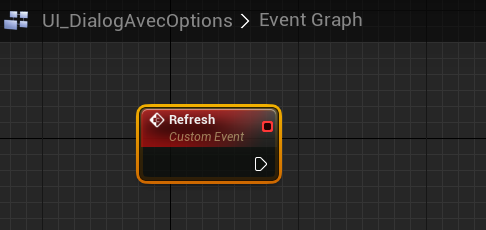 UI_DialogAvecOptions > Event Graph
Refresh
Custom Event